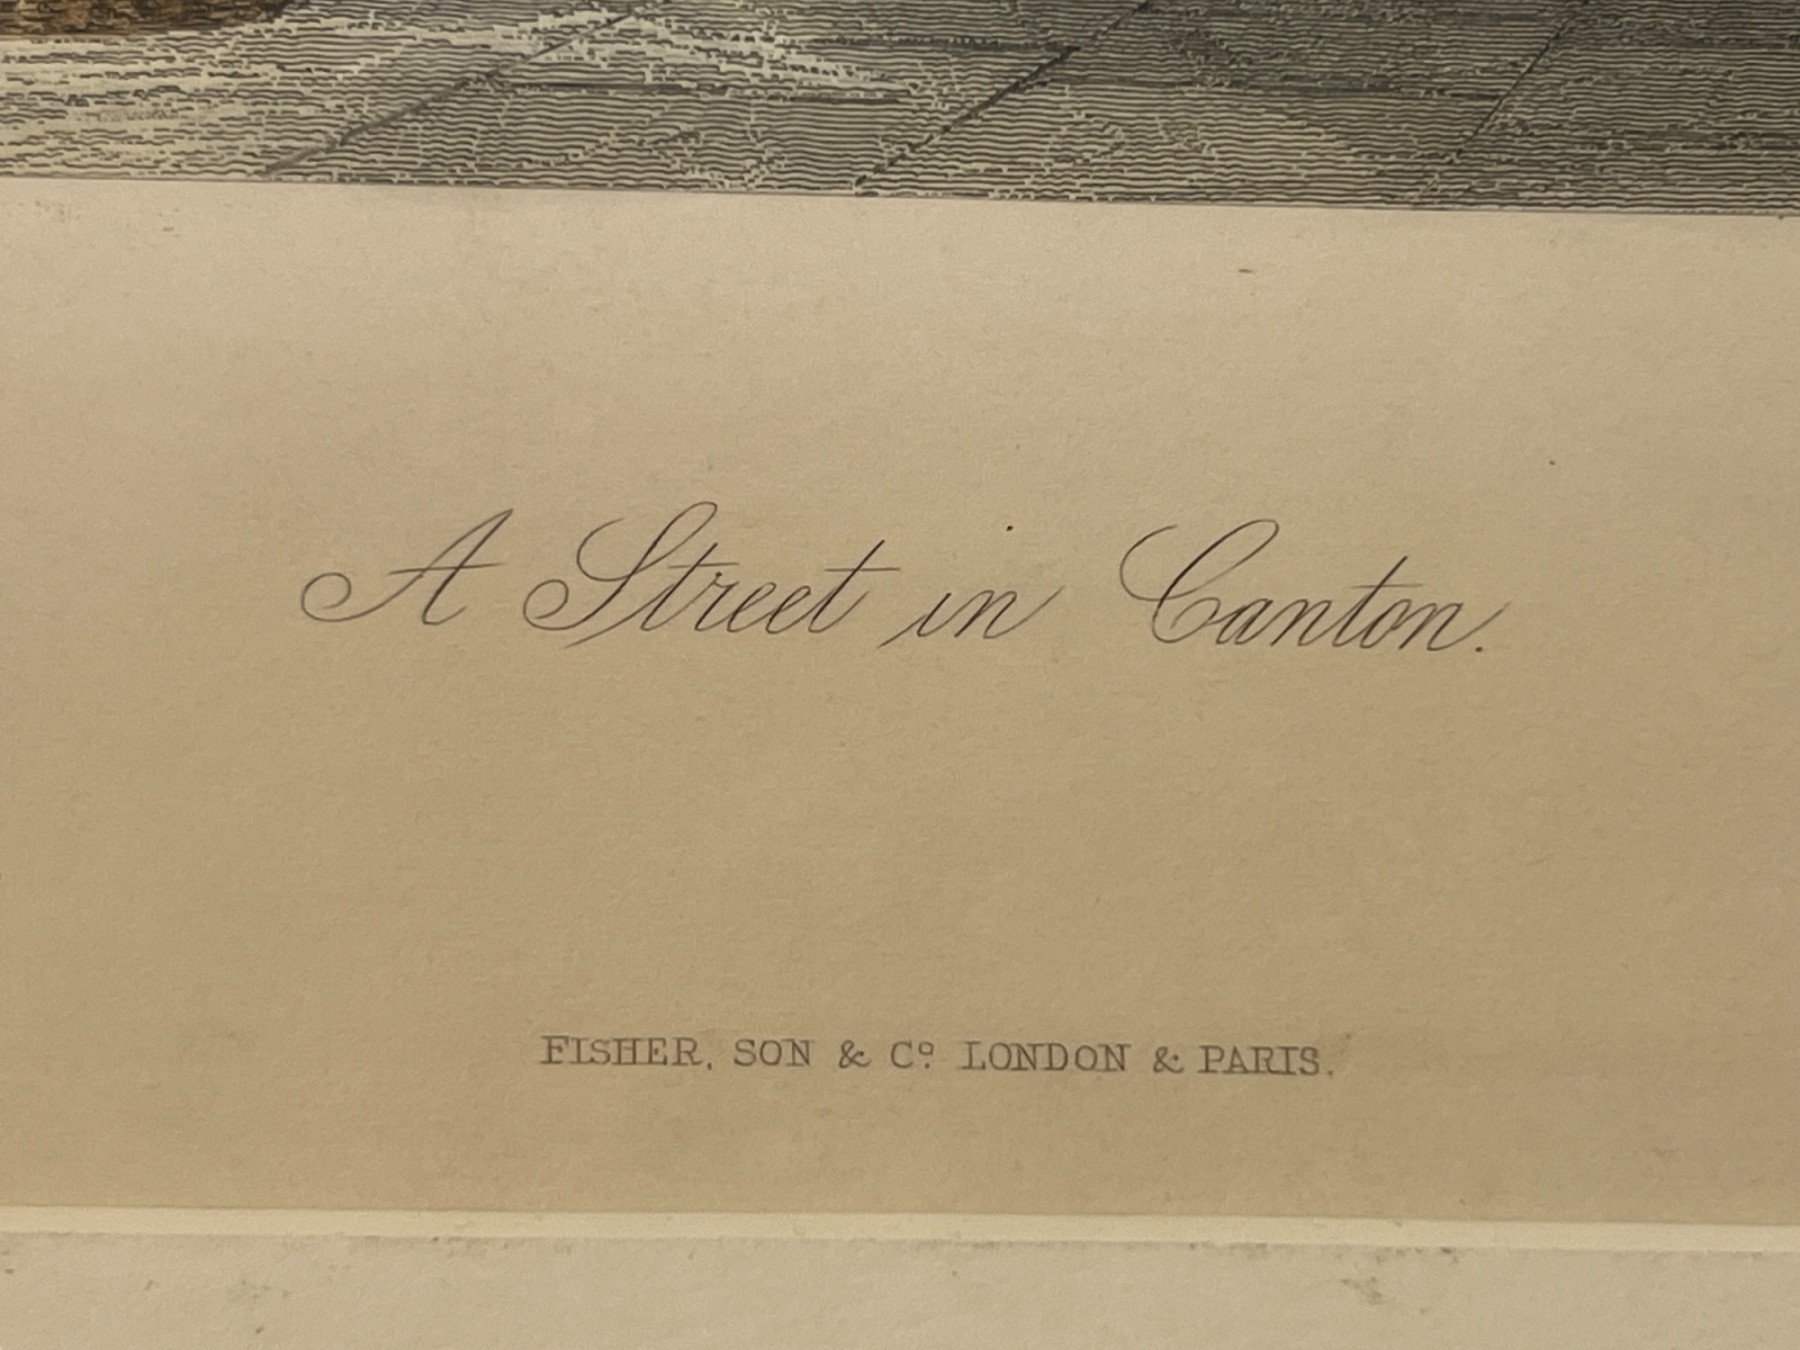 A Street in Canton.
FISHER, SON & Cº LONDON & PARIS.